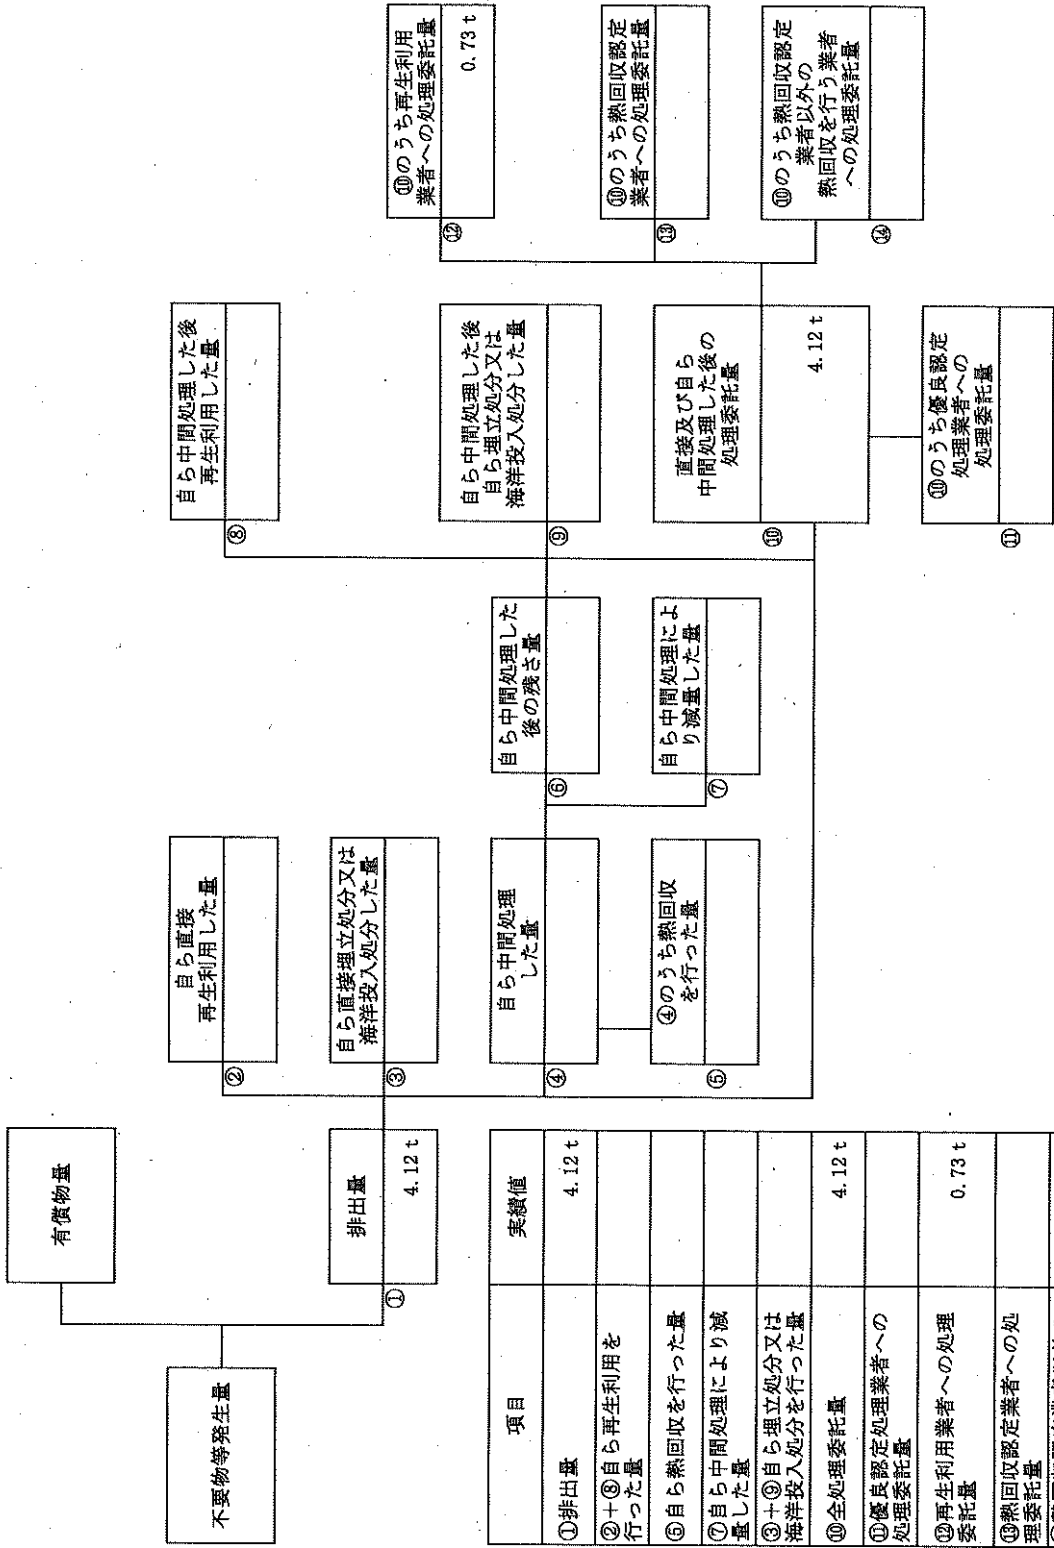 不要物等発生量
有償物量
排出量
①
4.12 t
自ら直接
再生利用した量
②
自ら直接埋立処分又は
海洋投入処分した量
③
自ら中間処理
した量
④
④のうち熱回収
を行った量
⑤
自ら中間処理した
後の残さ量
⑥
自ら中間処理によ
り減量した量
⑦
自ら中間処理した後
再生利用した量
⑧
自ら中間処理した後
自ら埋立処分又は
海洋投入処分した量
⑨
直接及び自ら
中間処理した後の
処理委託量
⑩
4.12 t
⑩のうち優良認定
処理業者への
処理委託量
⑪
⑩のうち再生利用
業者への処理委託量
⑫
0.73 t
⑩のうち熱回収認定
業者への処理委託量
⑬
⑩のうち熱回収認定
業者以外の
熱回収を行う業者
への処理委託量
⑭
項目
実績値
①排出量
4.12 t
②+⑧自ら再生利用を
行った量
⑤自ら熱回収を行った量
⑦自ら中間処理により減
量した量
③+⑨自ら埋立処分又は
海洋投入処分を行った量
⑩全処理委託量
4.12 t
⑪優良認定処理業者への
処理委託量
⑫再生利用業者への処理
委託量
0.73 t
⑬熱回収認定業者への処
理委託量